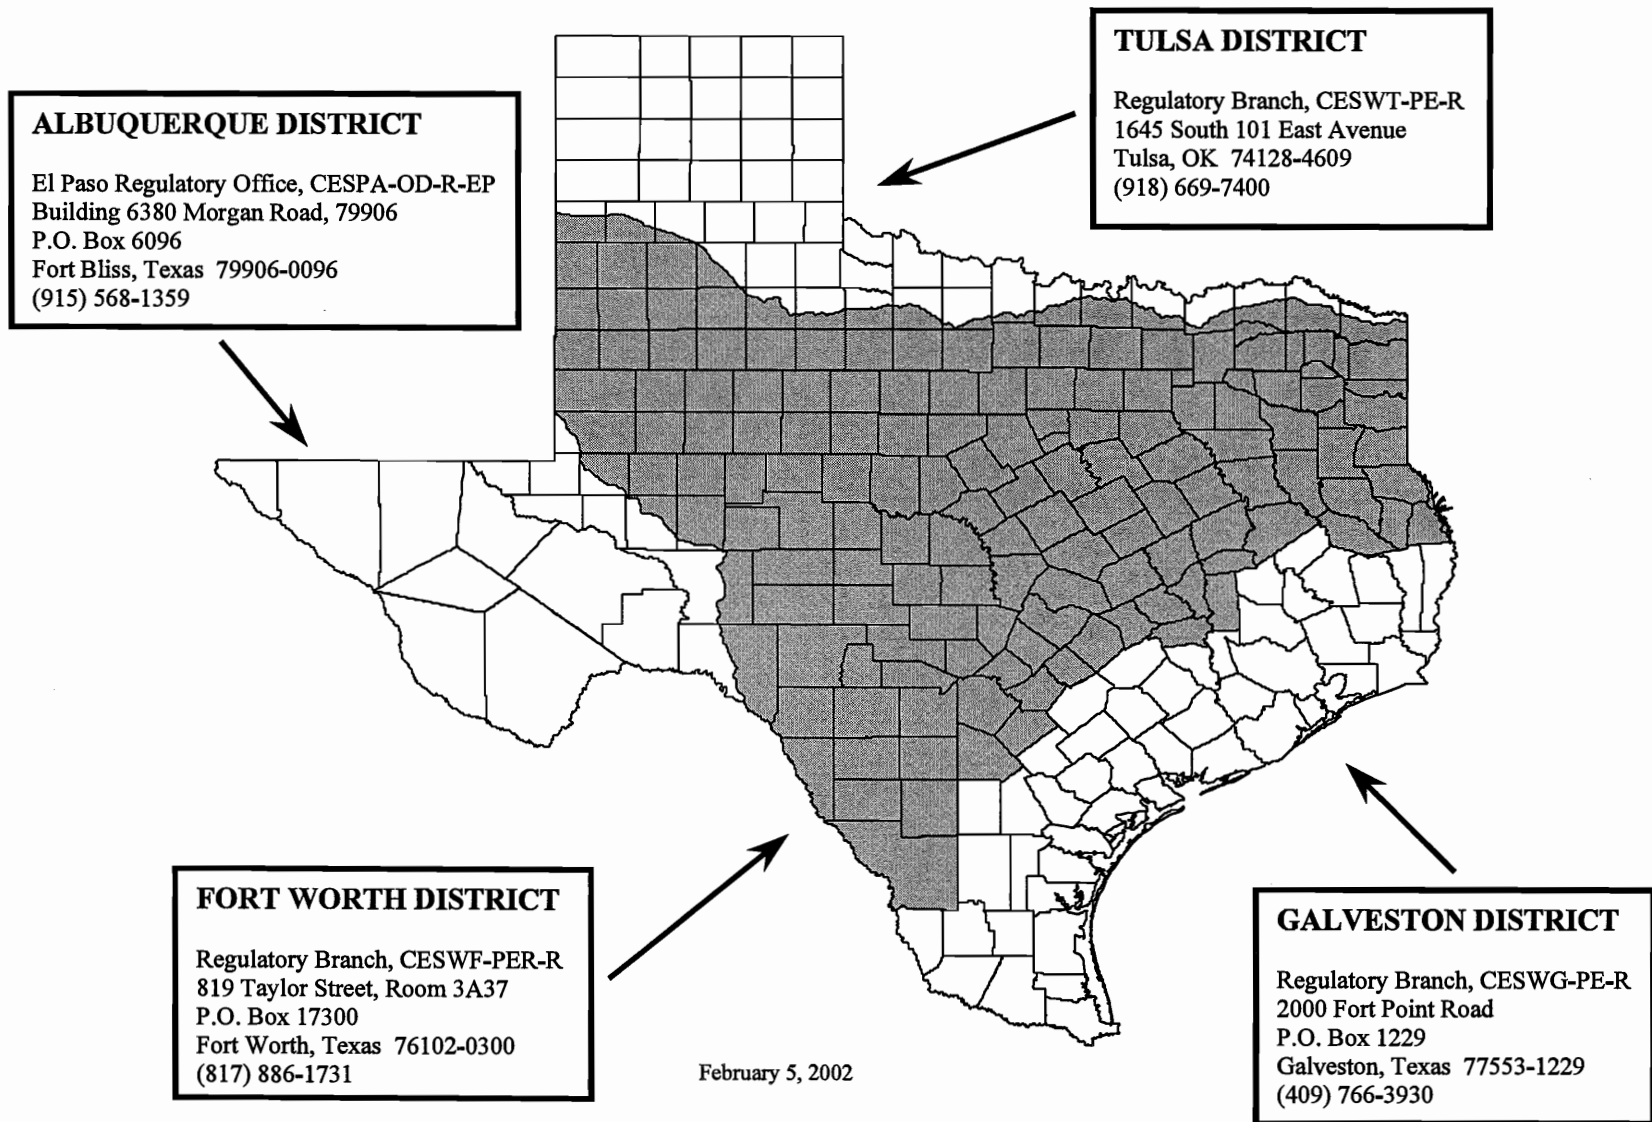 TULSA DISTRICT
Regulatory Branch, CESWT-PE-R
1645 South 101 East Avenue
Tulsa, OK 74128-4609
(918) 669-7400
ALBUQUERQUE DISTRICT
El Paso Regulatory Office, CESPA-OD-R-EP
Building 6380 Morgan Road, 79906
P.O. Box 6096
Fort Bliss, Texas 79906-0096
(915) 568-1359
FORT WORTH DISTRICT
Regulatory Branch, CESWF-PER-R
819 Taylor Street, Room 3A37
P.O. Box 17300
Fort Worth, Texas 76102-0300
(817) 886-1731
February 5, 2002
GALVESTON DISTRICT
Regulatory Branch, CESWG-PE-R
2000 Fort Point Road
P.O. Box 1229
Galveston, Texas 77553-1229
(409) 766-3930